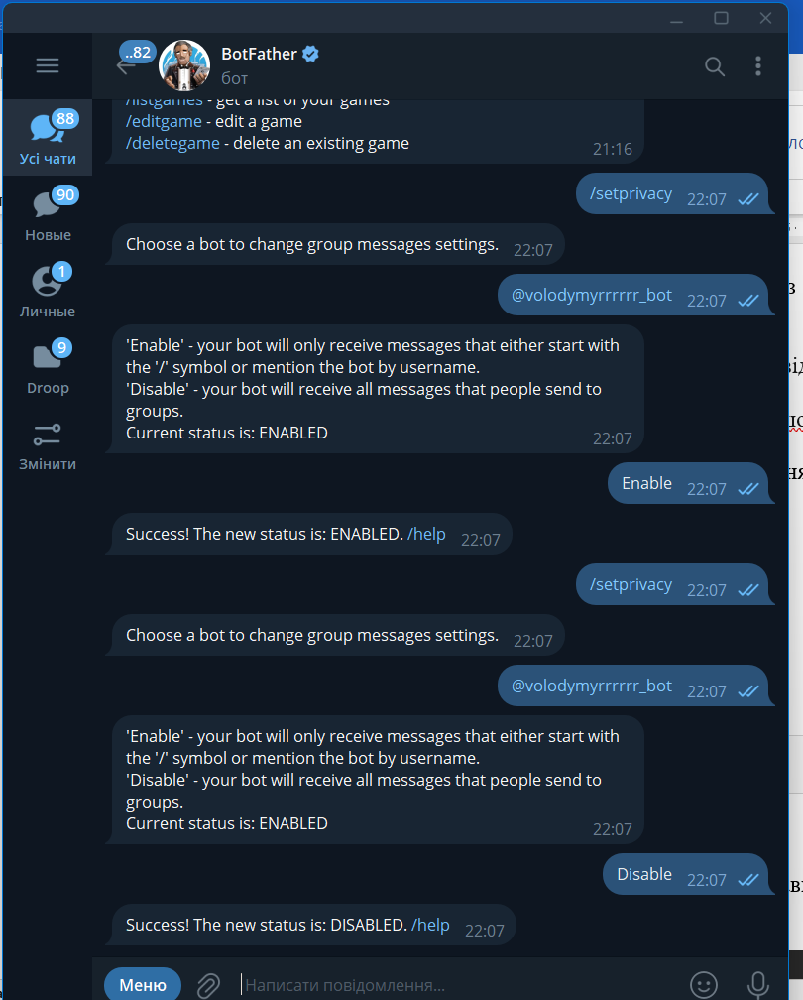 ..82
BotFather
бот
88
Усі чати
90
Новые
1
Личные
9
Droop
Змінити
/listgames - get a list of your games
/editgame - edit a game
/deletegame - delete an existing game
21:16
/setprivacy 22:07
Choose a bot to change group messages settings. 22:07
@volodymyrrrrrr_bot 22:07
'Enable' - your bot will only receive messages that either start with
the '/' symbol or mention the bot by username.
'Disable' - your bot will receive all messages that people send to
groups.
Current status is: ENABLED
22:07
Enable 22:07
Success! The new status is: ENABLED. /help 22:07
/setprivacy 22:07
Choose a bot to change group messages settings. 22:07
@volodymyrrrrrr_bot 22:07
'Enable' - your bot will only receive messages that either start with
the '/' symbol or mention the bot by username.
'Disable' - your bot will receive all messages that people send to
groups.
Current status is: ENABLED
22:07
Disable 22:07
Success! The new status is: DISABLED. /help 22:07
Меню
Написати повідомлення...